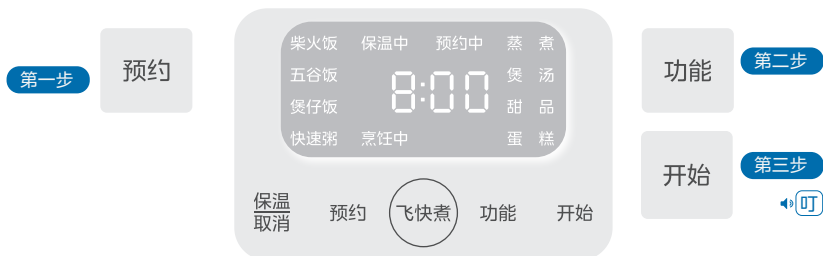 第一步
预约
柴火饭 保温中 预约中 蒸 煮
五谷饭 煲 汤
8:00
煲仔饭 甜 品
快速粥 烹饪中 蛋 糕
保温
取消
预约 飞快煮 功能 开始
功能
第二步
开始
第三步
叮